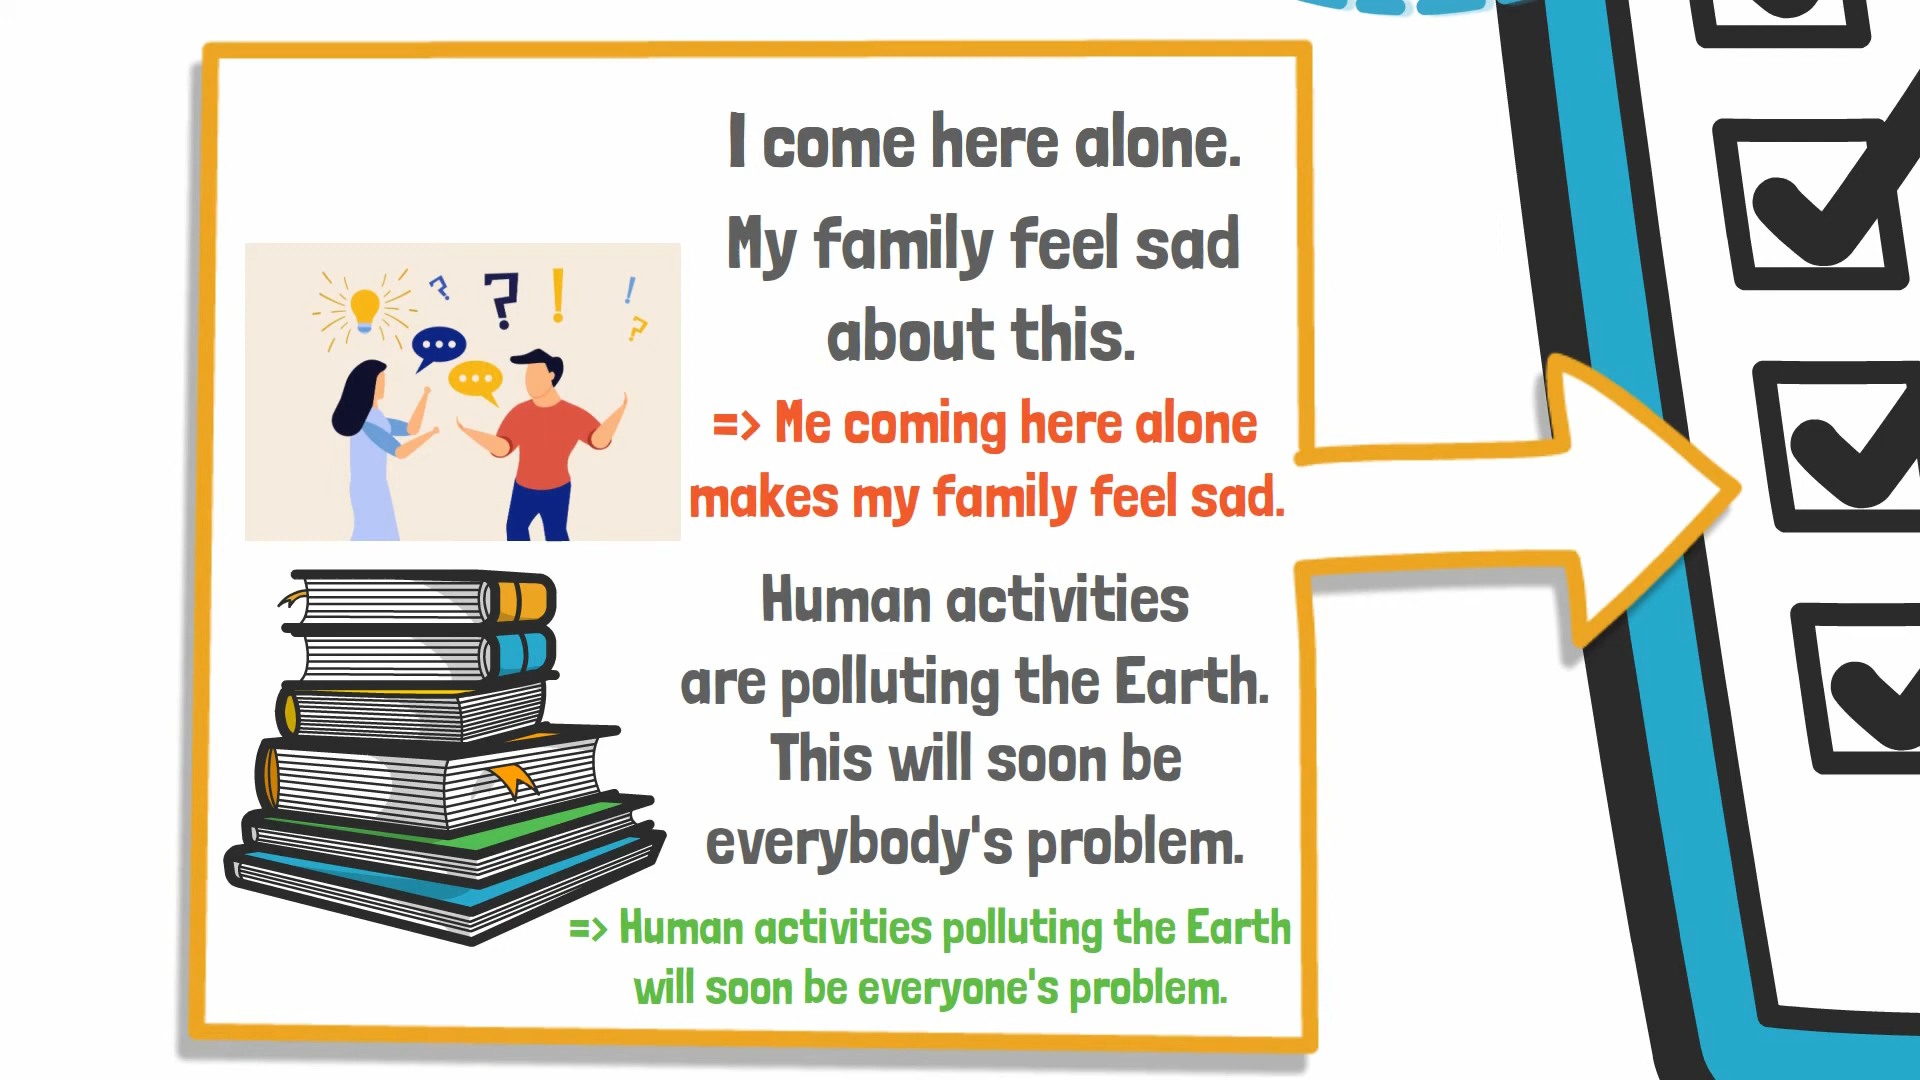 I come here alone.
My family feel sad
about this.
=> Me coming here alone
makes my family feel sad.
Human activities
are polluting the Earth.
This will soon be
everybody's problem.
=> Human activities polluting the Earth
will soon be everyone's problem.